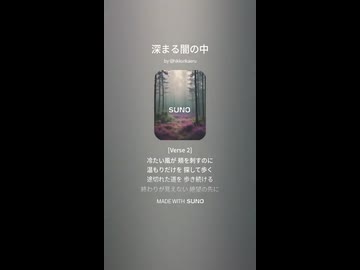 深まる闇の中
SUNO
[Verse 2]
冷たい風が 頬を刺すのに
温もりだけを 探して歩く
途切れた道を 歩き続ける
終わりが見えない 絶望の先に
MADE WITH SUNO